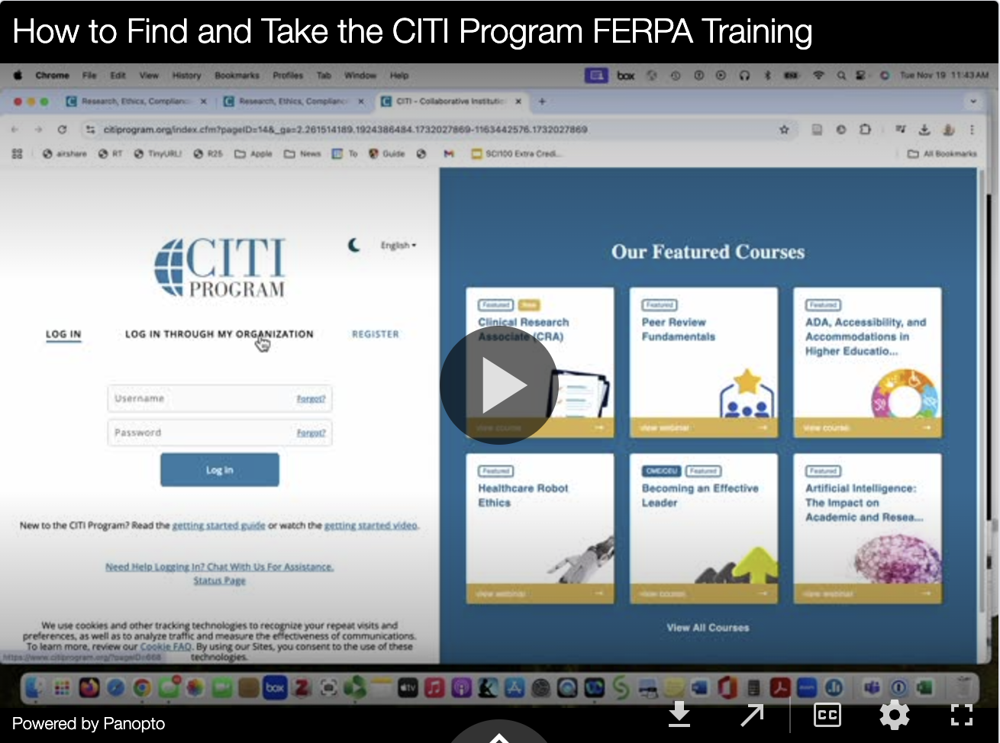 How to Find and Take the CITI Program FERPA Training
Chrome File Edit View History Bookmarks Profiles Tab Window Help box Tue Nov 19 11:43AM
Research, Ethics, Complianc Research, Ethics, Complianc CITI - Collaborative Institutio
citiprogram.org/index.cfm?pageID=14&_ga=2.261514189.1924386484.1732027869-1163442576.1732027869
airshare RT TinyURL! R25 Apple News To Guide SCI100 Extra Credi... All Bookmarks
CITI
PROGRAM
English
LOG IN LOG IN THROUGH MY ORGANIZATION REGISTER
Username Forgot?
Password Forgot?
Log In
New to the CITI Program? Read the getting started guide or watch the getting started video.
Need Help Logging In? Chat With Us For Assistance.
Status Page
We use cookies and other tracking technologies to recognize your repeat visits and
preferences, as well as to analyze traffic and measure the effectiveness of communications.
To learn more, review our Cookie FAQ. By using our Sites, you consent to the use of these
technologies.
https://www.citiprogram.org/?pageID=668
Our Featured Courses
Featured New
Clinical Research
Associate (CRA)
view course
Featured
Peer Review
Fundamentals
view webinar
Featured
ADA, Accessibility, and
Accommodations in
Higher Educatio...
view course
Featured
Healthcare Robot
Ethics
view webinar
CME/CEU Featured
Becoming an Effective
Leader
view course
Featured
Artificial Intelligence:
The Impact on
Academic and Resea...
view webinar
View All Courses
box
tv
Powered by Panopto
CC